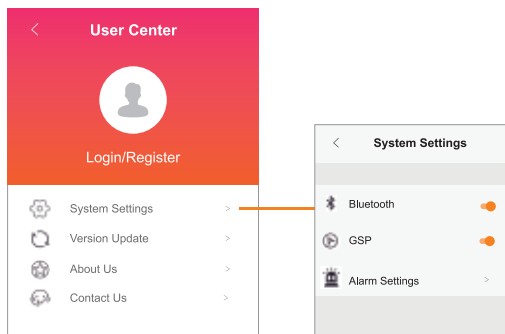 User Center
Login/Register
System Settings
Version Update
About Us
Contact Us
System Settings
Bluetooth
GSP
Alarm Settings